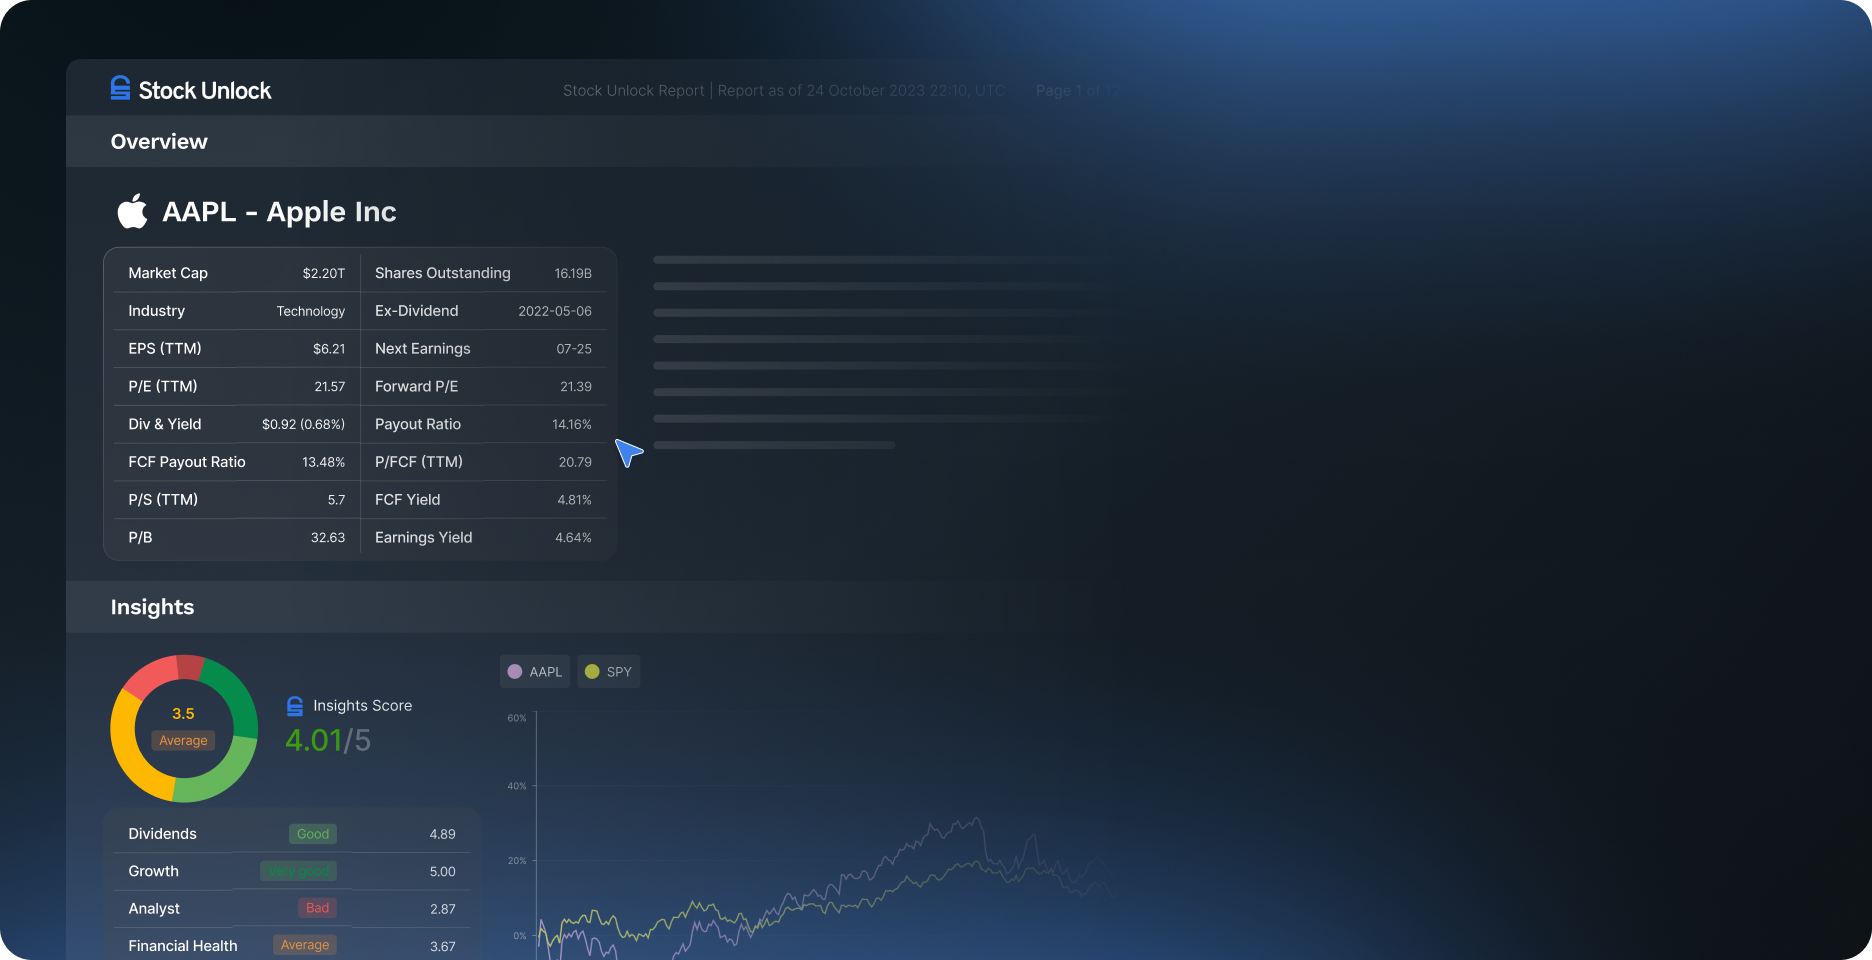 Stock Unlock
Stock Unlock Report | Report as of 24 October 2023 22:10, UTC Page 1 of 12
Overview
AAPL - Apple Inc
Market Cap $2.20T Shares Outstanding 16.19B
Industry Technology Ex-Dividend 2022-05-06
EPS (TTM) $6.21 Next Earnings 07-25
P/E (TTM) 21.57 Forward P/E 21.39
Div & Yield $0.92 (0.68%) Payout Ratio 14.16%
FCF Payout Ratio 13.48% P/FCF (TTM) 20.79
P/S (TTM) 5.7 FCF Yield 4.81%
P/B 32.63 Earnings Yield 4.64%
Insights
3.5
Average
Insights Score
4.01/5
Dividends Good 4.89
Growth Very good 5.00
Analyst Bad 2.87
Financial Health Average 3.67
AAPL SPY
60%
40%
20%
0%